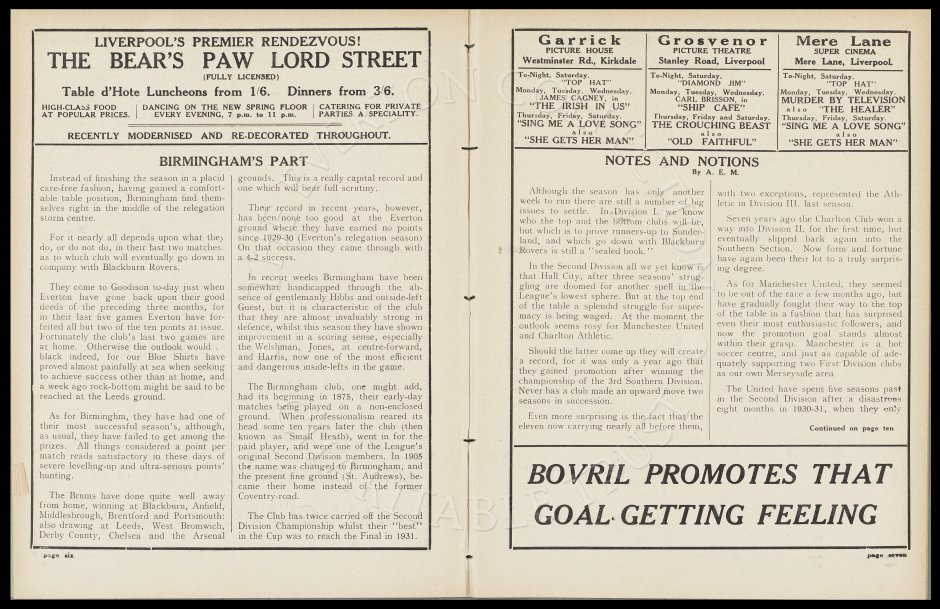 LIVERPOOL'S PREMIER RENDEZVOUS!
THE BEAR'S PAW LORD STREET
(FULLY LICENSED)
Table d'Hote Luncheons from 1/6. Dinners from 3/6.
HIGH-CLASS FOOD
AT POPULAR PRICES.
DANCING ON THE NEW SPRING FLOOR
EVERY EVENING, 7 p.m. to 11 p.m.
CATERING FOR PRIVATE
PARTIES A SPECIALITY.
RECENTLY MODERNISED AND RE-DECORATED THROUGHOUT.
BIRMINGHAM'S PART
Instead of finishing the season in a placid
care-free fashion, having gained a comfort-
able table position, Birmingham find them-
selves right in the middle of the relegation
storm centre.
For it nearly all depends upon what they
do, or do not do, in their last two matches.
as to which club will eventually go down in
company with Blackburn Rovers.
They come to Goodison to-day just when
Everton have gone back upon their good
deeds of the preceding three months, for
in their last five games Everton have for-
feited all but two of the ten points at issue.
Fortunately the club's last two games are
at home. Otherwise the outlook would
black indeed, for our Blue Shirts have
proved almost painfully at sea when seeking
to achieve success other than at home, and
a week ago rock-bottom might be said to be
reached at the Leeds ground.
As for Birminghm, they have had one of
their most successful season's, although,
as usual, they have failed to get among the
prizes. All things considered a point per
match reads satisfactory in these days of
severe levelling-up and ultra-serious points'
hunting.
The Brums have done quite well away
from home, winning at Blackburn, Anfield,
Middlesbrough, Brentford and Portsmouth:
also drawing at Leeds, West Bromwich,
Derby County, Chelsea and the Arsenal
grounds. This is a really capital record and
one which will bear full scrutiny.
Their record in recent years, however,
has been none too good at the Everton
ground where they have earned no points
since 1929-30 (Everton's relegation season)
On that occasion they came through with
a 4-2 success.
In recent weeks Birmingham have been
somewhat handicapped through the ab-
sence of gentlemanly Hibbs and outside-left
Guest, but it is characteristic of the club
that they are almost invaluably strong in
defence, whilst this season they have shown
improvement in a scoring sense, especially
the Welshman, Jones, at centre-forward,
and Harris, now one of the most efficient
and dangerous inside-lefts in the game.
The Birmingham club, one might add,
had its beginning in 1875, their early-day
matches being played on a non-enclosed
ground. When professionalism reared its
head some ten years later the club (then
known as Small Heath), went in for the
paid player, and were one of the League's
original Second Division members. In 1905
the name was changed to Birmingham, and
the present fine ground (St. Andrews), be-
came their home instead of the former
Coventry-road.
The Club has twice carried off the Second
Division Championship whilst their "best"
in the Cup was to reach the Final in 1931.
page six
Garrick
PICTURE HOUSE
Westminster Rd., Kirkdale
To-Night, Saturday.
"TOP HAT"
Monday, Tuesday, Wednesday.
JAMES CAGNEY, in
"THE IRISH IN US"
Thursday, Friday, Saturday.
"SING ME A LOVE SONG"
also
"SHE GETS HER MAN"
Grosvenor
PICTURE THEATRE
Stanley Road, Liverpool
To-Night, Saturday,
"DIAMOND JIM"
Monday, Tuesday, Wednesday.
CARL BRISSON, in
"SHIP CAFE"
Thursday, Friday and Saturday.
THE CROUCHING BEAST
also
"OLD FAITHFUL"
Mere Lane
SUPER CINEMA
Mere Lane, Liverpool.
To-Night, Saturday,
"TOP HAT"
Monday, Tuesday, Wednesday.
MURDER BY TELEVISION
also "THE HEALER"
Thursday, Friday, Saturday.
"SING ME A LOVE SONG"
also
"SHE GETS HER MAN"
NOTES AND NOTIONS
By A. E. M.
Although the season has only another
week to run there are still a number of big
issues to settle. In Division I. we know
who the top and the bottom clubs will be,
but which is to prove runners-up to Sunder-
land, and which go down with Blackburn
Rovers is still a "sealed book."
In the Second Division all we yet know is
that Hull City, after three seasons' strug-
gling are doomed for another spell in the
League's lowest sphere. But at the top end
of the table a splendid struggle for supre-
macy is being waged. At the moment the
outlook seems rosy for Manchester United
and Charlton Athletic.
Should the latter come up they will create
a record, for it was only a year ago that
they gained promotion after winning the
championship of the 3rd Southern Division.
Never has a club made an upward move two
seasons in succession.
Even more surprising is the fact that the
eleven now carrying nearly all before them,
with two exceptions, represented the Ath-
letic in Division III. last season.
Seven years ago the Charlton Club won a
way into Division II. for the first time, but
eventually slipped back again into the
Southern Section. Now form and fortune
have again been their lot to a truly surpris-
ing degree.
As for Manchester United, they seemed
to be out of the race a few months ago, but
have gradually fought their way to the top
of the table in a fashion that has surprised
even their most enthusiastic followers, and
now the promotion goal stands almost
within their grasp. Manchester is a hot
soccer centre, and just as capable of ade-
quately supporting two First Division clubs
as our own Merseyside area
The United have spent five seasons past
in the Second Division after a disastrous
eight months in 1930-31, when they only
Continued on page ten
BOVRIL PROMOTES THAT
GOAL-GETTING FEELING
page seven